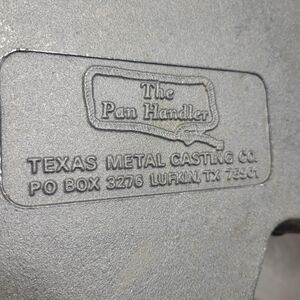 The
Pan Handler
TEXAS METAL CASTING CO.
PO BOX 3276 LUFKIN, TX 75901